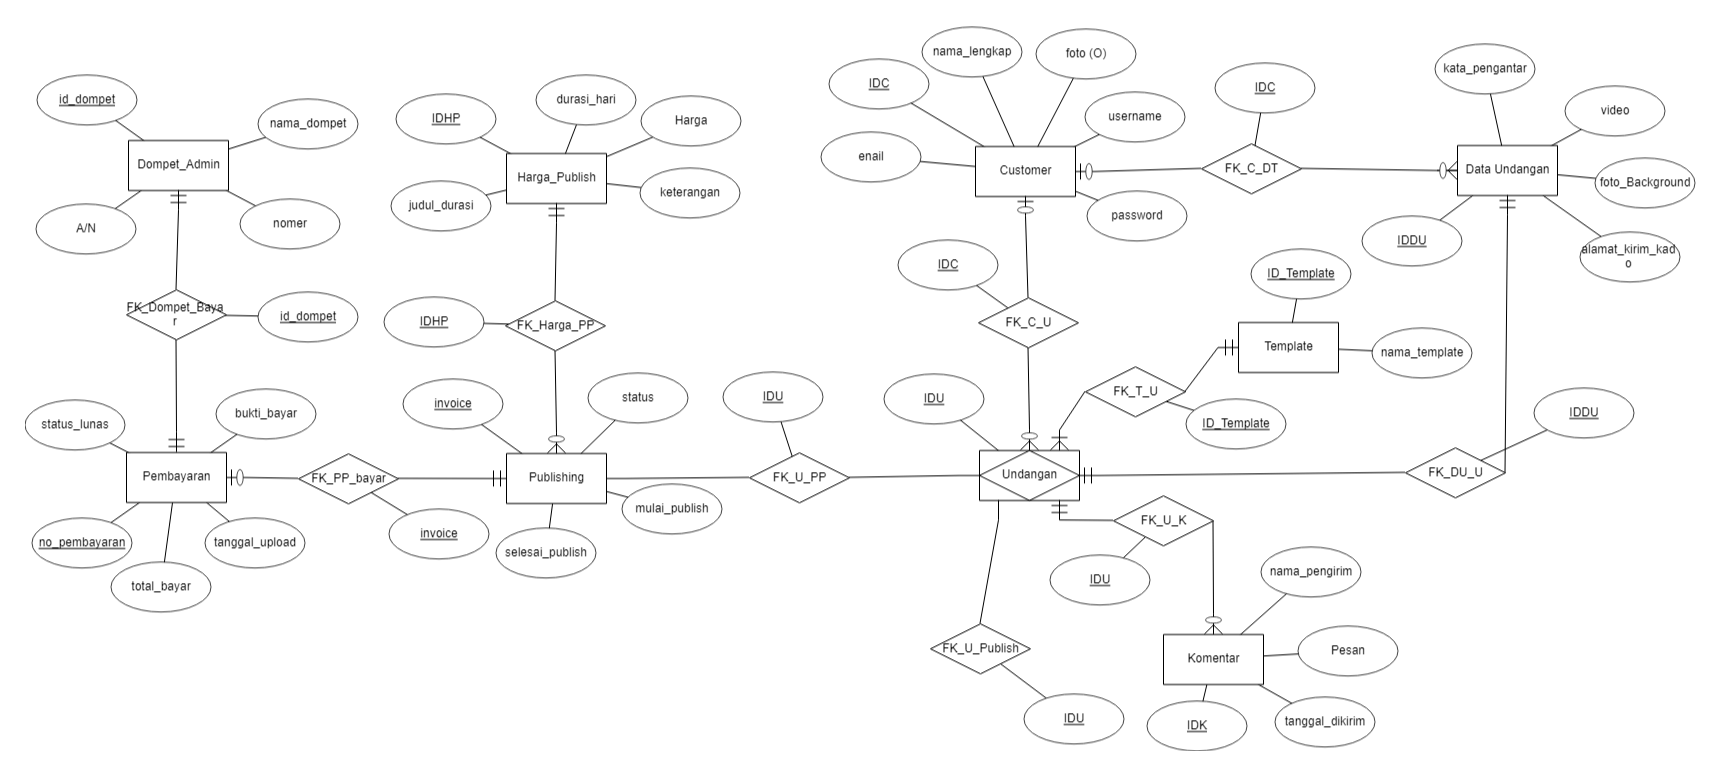 nama_lengkap
foto (O)
kata_pengantar
IDC
IDC
id_dompet
durasi_hari
nama_dompet
IDHP
Harga
username
video
Dompet_Admin
Harga_Publish
enail
Customer
FK_C_DT
Data Undangan
foto_Background
keterangan
judul_durasi
A/N
nomer
password
IDDU
alamat_kirim_kad
o
IDC
ID_Template
FK_Dompet_Baya
r
id_dompet
IDHP
FK_Harga_PP
FK_C_U
Template
nama_template
FK_T_U
status_lunas
bukti_bayar
invoice
status
IDU
IDU
ID_Template
IDDU
Pembayaran
FK_PP_bayar
Publishing
FK_U_PP
Undangan
FK_DU_U
mulai_publish
FK_U_K
no_pembayaran
tanggal_upload
invoice
selesai_publish
total_bayar
IDU
nama_pengirim
FK_U_Publish
Komentar
Pesan
IDU
IDK
tanggal_dikirim